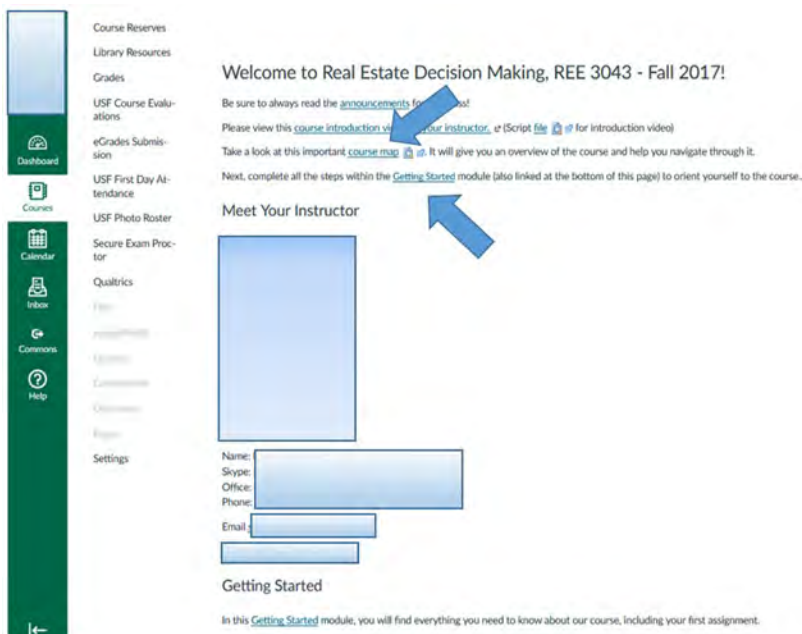 Dashboard
Courses
Calendar
Inbox
Commons
Help
Course Reserves
Library Resources
Grades
USF Course Evalu-
ations
eGrades Submis-
sion
USF First Day At-
tendance
USF Photo Roster
Secure Exam Proc-
tor
Qualtrics
Settings
Welcome to Real Estate Decision Making, REE 3043 - Fall 2017!
Be sure to always read the announcements
Please view this course introduction your instructor. (Script file for introduction video)
Take a look at this important course map . It will give you an overview of the course and help you navigate through it.
Next, complete all the steps within the Getting Started module (also linked at the bottom of this page) to orient yourself to the course.
Meet Your Instructor
Name:
Skype:
Office:
Phone:
Email
Getting Started
In this Getting Started module, you will find everything you need to know about our course, including your first assignment.